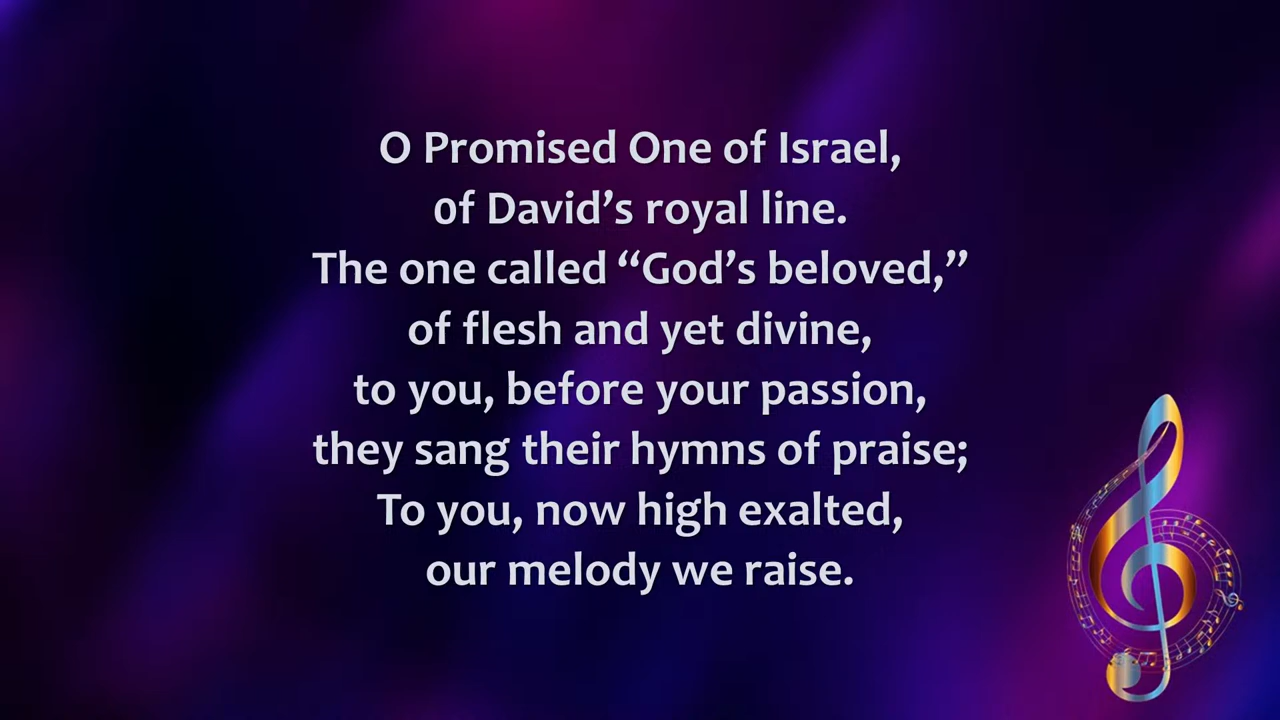 O Promised One of Israel,
0f David’s royal line.
The one called “God’s beloved,”
of flesh and yet divine,
to you, before your passion,
they sang their hymns of praise;
To you, now high exalted,
our melody we raise.